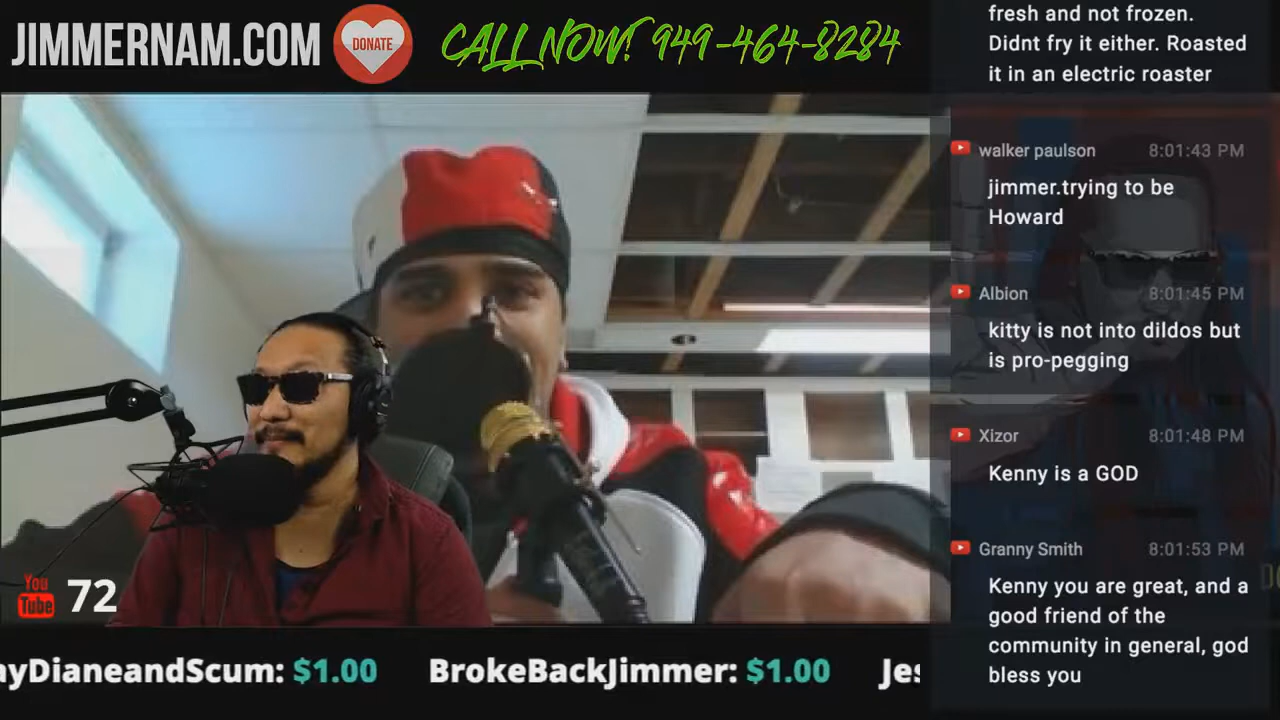 JIMMERNAM.COM
DONATE
CALL NOW! 949-464-8284
fresh and not frozen.
Didnt fry it either. Roasted
it in an electric roaster
walker paulson 8:01:43 PM
jimmer.trying to be
Howard
Albion 8:01:45 PM
kitty is not into dildos but
is pro-pegging
Xizor 8:01:48 PM
Kenny is a GOD
Granny Smith 8:01:53 PM
Kenny you are great, and a
good friend of the
community in general, god
bless you
You
Tube 72
ayDianeandScum: $1.00 BrokeBackJimmer: $1.00 Jes